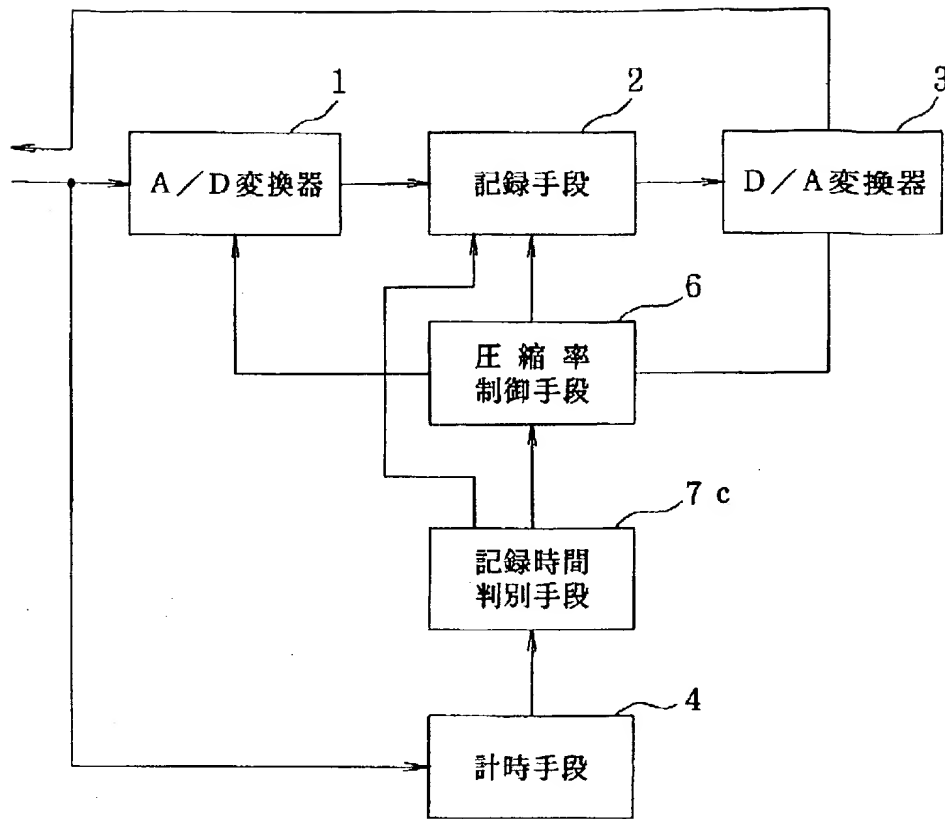 1
2
3
A/D変換器
記録手段
D/A変換器
6
圧縮率
制御手段
7c
記録時間
判別手段
4
計時手段